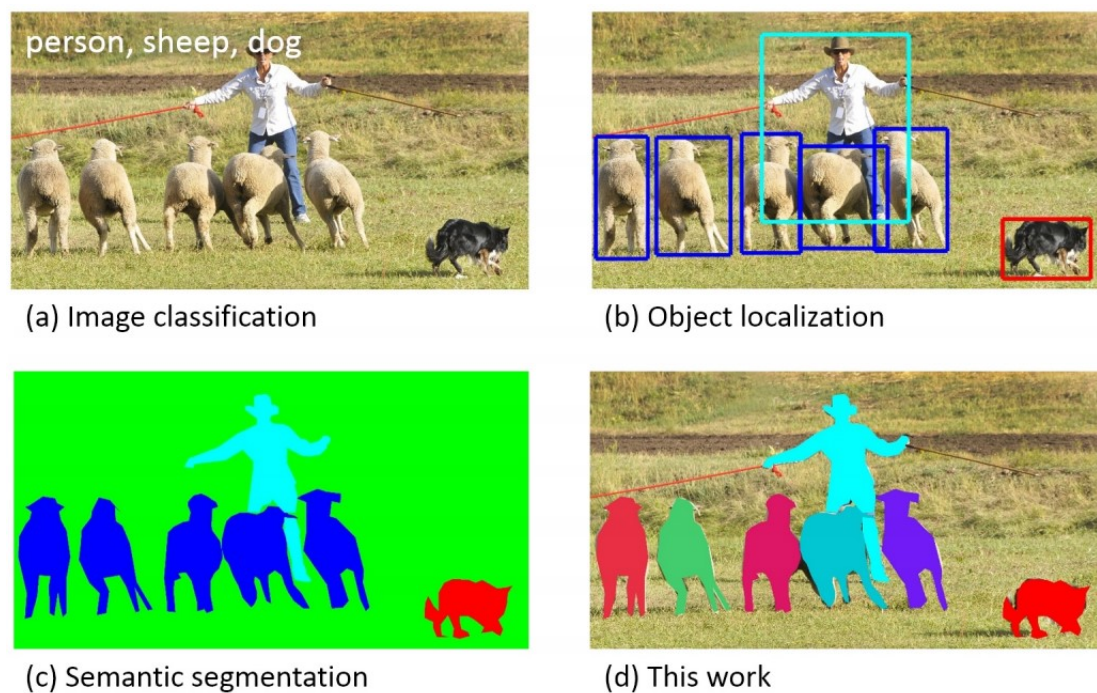 person, sheep, dog
(a) Image classification
(b) Object localization
(c) Semantic segmentation
(d) This work